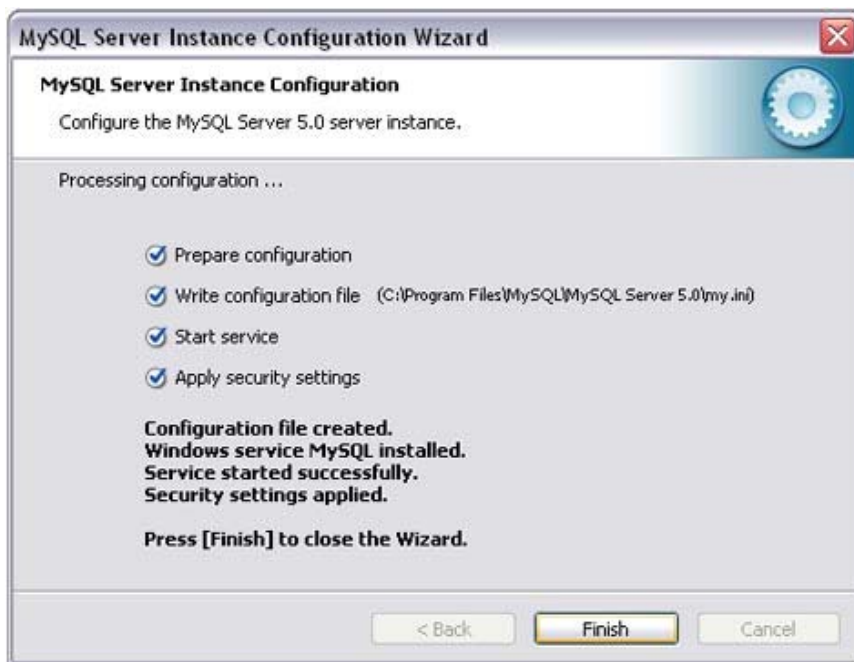 MySQL Server Instance Configuration Wizard
MySQL Server Instance Configuration
Configure the MySQL Server 5.0 server instance.
Processing configuration ...
Prepare configuration
Write configuration file (C:\Program Files\MySQL\MySQL Server 5.0\my.ini)
Start service
Apply security settings
Configuration file created.
Windows service MySQL installed.
Service started successfully.
Security settings applied.
Press [Finish] to close the Wizard.
< Back Finish Cancel